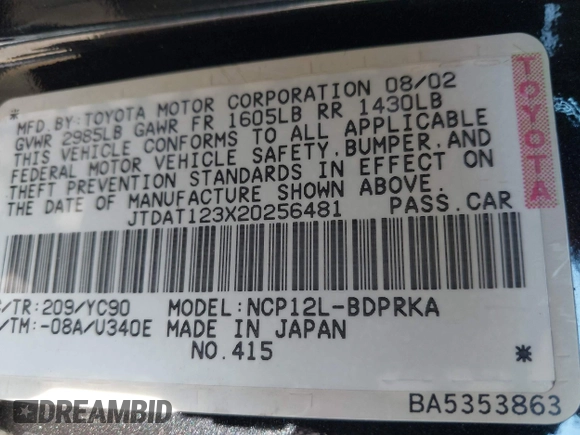 MFD.BY:TOYOTA MOTOR CORPORATION 08/02
GVWR 2985LB GAWR FR 1605LB RR 1430LB
THIS VEHICLE CONFORMS TO ALL APPLICABLE
FEDERAL MOTOR VEHICLE SAFETY,BUMPER,AND
THEFT PREVENTION STANDARDS IN EFFECT ON
THE DATE OF MANUFACTURE SHOWN ABOVE.
JTDAT123X20256481 PASS.CAR
TOYOTA
C/TR:209/YC90 MODEL:NCP12L-BDPRKA
/TM:-08A/U340E MADE IN JAPAN
NO.415
BA5353863
DREAMBID